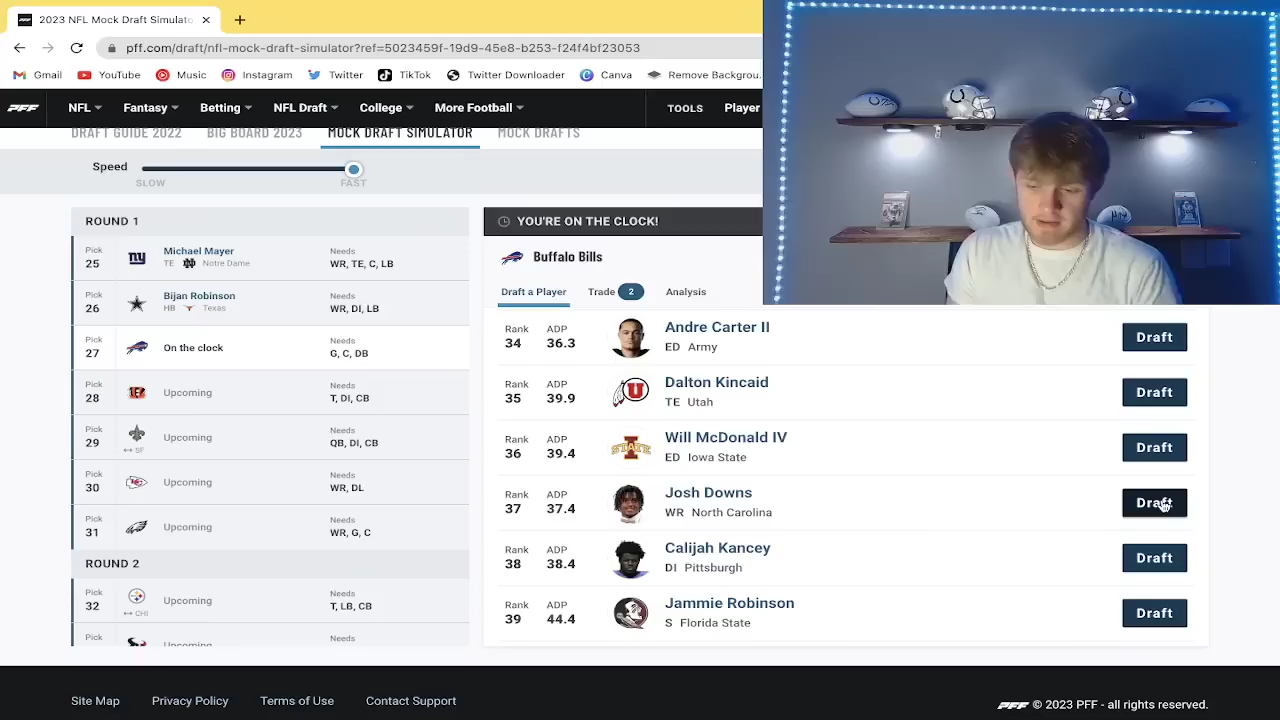 2023 NFL Mock Draft Simulato
pff.com/draft/nfl-mock-draft-simulator?ref=5023459f-19d9-45e8-b253-f24f4bf23053
Gmail YouTube Music Instagram Twitter TikTok Twitter Downloader Canva Remove Backgrou..
PFF NFL Fantasy Betting NFL Draft College More Football TOOLS Player
DRAFT GUIDE 2022 BIG BOARD 2023 MOCK DRAFT SIMULATOR MOCK DRAFTS
Speed
SLOW FAST
ROUND 1
Pick 25 Michael Mayer TE Notre Dame Needs WR, TE, C, LB
Pick 26 Bijan Robinson HB Texas Needs WR, DI, LB
Pick 27 On the clock Needs G, C, DB
Pick 28 Upcoming Needs T, DI, CB
Pick 29 SF Upcoming Needs QB, DI, CB
Pick 30 Upcoming Needs WR, DL
Pick 31 Upcoming Needs WR, G, C
ROUND 2
Pick 32 CHI Upcoming Needs T, LB, CB
Pick Upcoming Needs
YOU'RE ON THE CLOCK!
Buffalo Bills
Draft a Player Trade 2 Analysis
Rank 34 ADP 36.3 Andre Carter II ED Army Draft
Rank 35 ADP 39.9 Dalton Kincaid TE Utah Draft
Rank 36 ADP 39.4 STATE Will McDonald IV ED Iowa State Draft
Rank 37 ADP 37.4 Josh Downs WR North Carolina Draft
Rank 38 ADP 38.4 Calijah Kancey DI Pittsburgh Draft
Rank 39 ADP 44.4 Jammie Robinson S Florida State Draft
Site Map Privacy Policy Terms of Use Contact Support
PFF © 2023 PFF - all rights reserved.